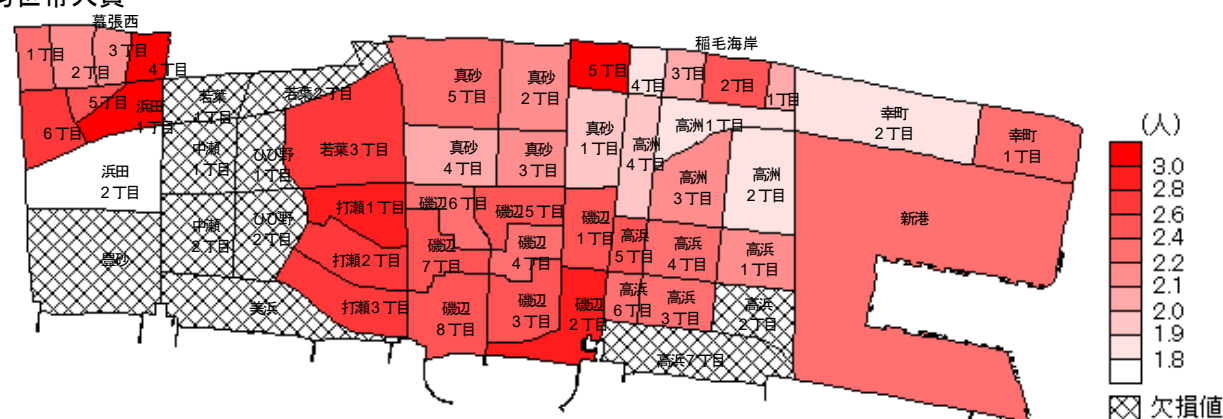 均世帯人員
幕張西
1丁目
2丁目
3丁目
4丁目
5丁目
6丁目
浜田
1丁目
浜田
2丁目
豊砂
若葉
1丁目
若葉2丁目
中瀬
1丁目
ひび野
1丁目
中瀬
2丁目
ひび野
2丁目
美浜
若葉3丁目
打瀬1丁目
打瀬2丁目
打瀬3丁目
真砂
5丁目
真砂
2丁目
真砂
4丁目
真砂
3丁目
真砂
1丁目
磯辺6丁目
磯辺5丁目
磯辺
7丁目
磯辺
4丁目
磯辺
1丁目
磯辺
8丁目
磯辺
3丁目
磯辺
2丁目
稲毛海岸
5丁目
4丁目
3丁目
2丁目
1丁目
高洲1丁目
高洲
4丁目
高洲
3丁目
高洲
2丁目
高浜
5丁目
高浜
4丁目
高浜
1丁目
高浜
6丁目
高浜
3丁目
高浜
2丁目
高浜7丁目
幸町
2丁目
幸町
1丁目
新港
(人)
3.0
2.8
2.6
2.4
2.2
2.1
2.0
1.9
1.8
欠損値